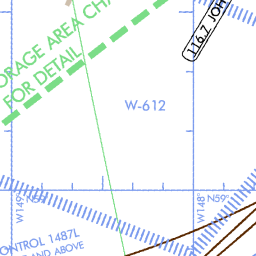 ORAGE AREA CHA
FOR DETAIL
116.7 JOH
W-612
W149°
N59°
W148°
N59°
ONTROL 1487L
AND ABOVE